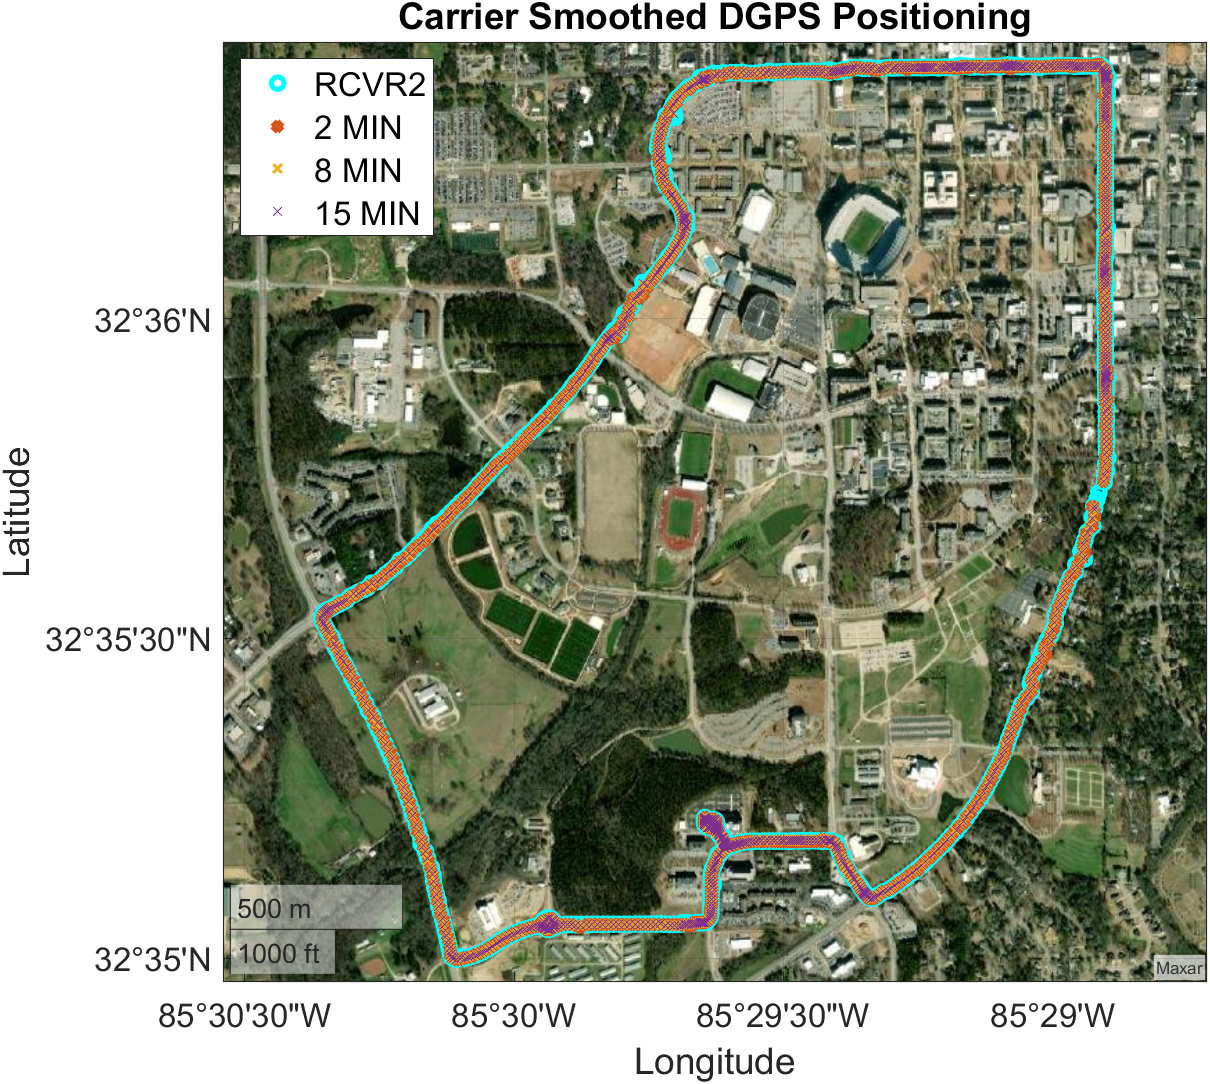 Carrier Smoothed DGPS Positioning
RCVR2
2 MIN
8 MIN
15 MIN
32°36'N
32°35'30"N
32°35'N
Latitude
500 m
1000 ft
Maxar
85°30'30"W
85°30'W
85°29'30"W
85°29'W
Longitude